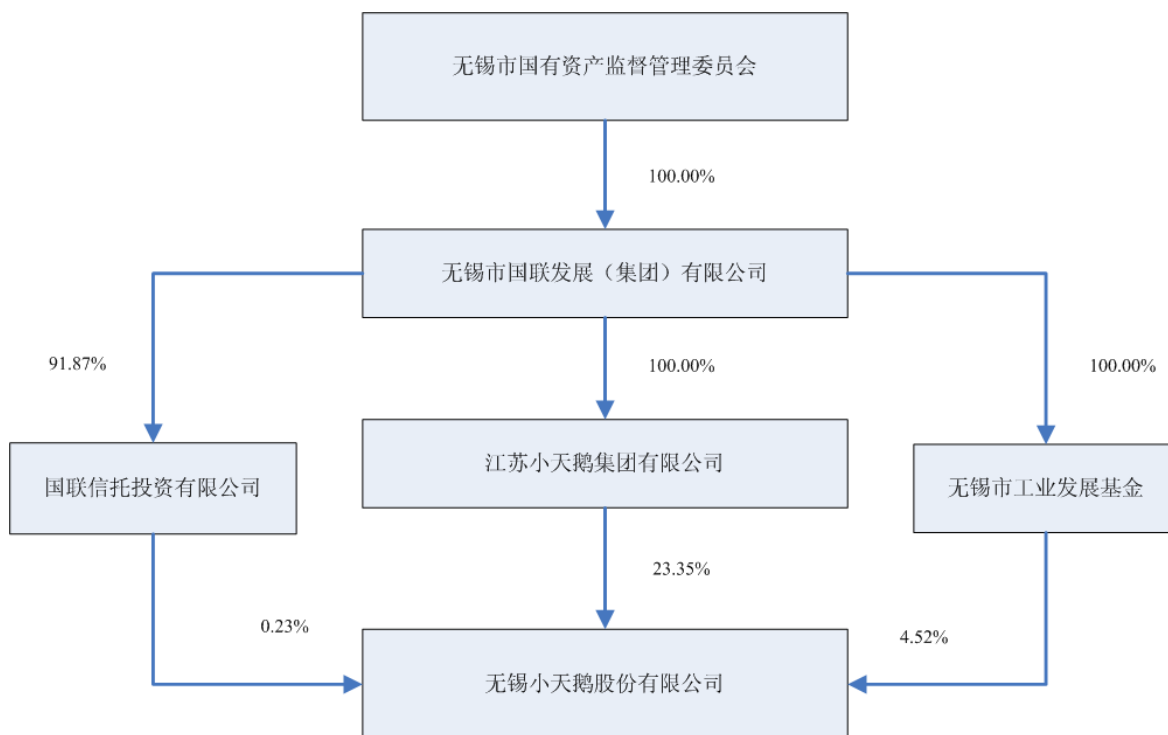 无锡市国有资产监督管理委员会
100.00%
无锡市国联发展（集团）有限公司
91.87%
100.00%
100.00%
国联信托投资有限公司
江苏小天鹅集团有限公司
无锡市工业发展基金
23.35%
0.23%
4.52%
无锡小天鹅股份有限公司